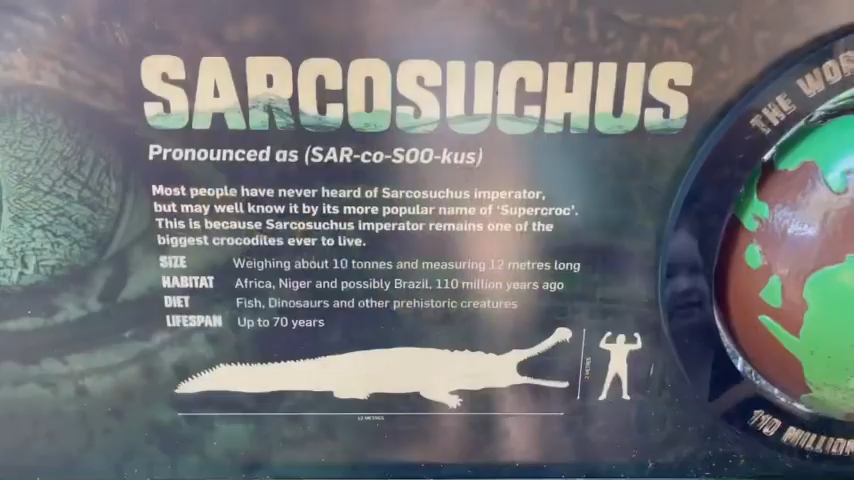 SARCOSUCHUS
Pronounced as (SAR-co-SOO-kus)
Most people have never heard of Sarcosuchus imperator,
but may well know it by its more popular name of ‘Supercroc’.
This is because Sarcosuchus imperator remains one of the
biggest crocodiles ever to live.
SIZE Weighing about 10 tonnes and measuring 12 metres long
HABITAT Africa, Niger and possibly Brazil, 110 million years ago
DIET Fish, Dinosaurs and other prehistoric creatures
LIFESPAN Up to 70 years
12 METRES
THE WOR
110 MILLION